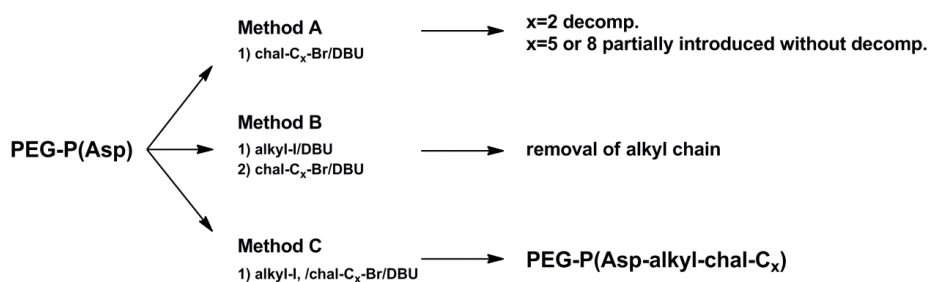 Method A
1) chal-Cx-Br/DBU
x=2 decomp.
x=5 or 8 partially introduced without decomp.
PEG-P(Asp)
Method B
1) alkyl-I/DBU
2) chal-Cx-Br/DBU
removal of alkyl chain
Method C
1) alkyl-I, /chal-Cx-Br/DBU
PEG-P(Asp-alkyl-chal-Cx)